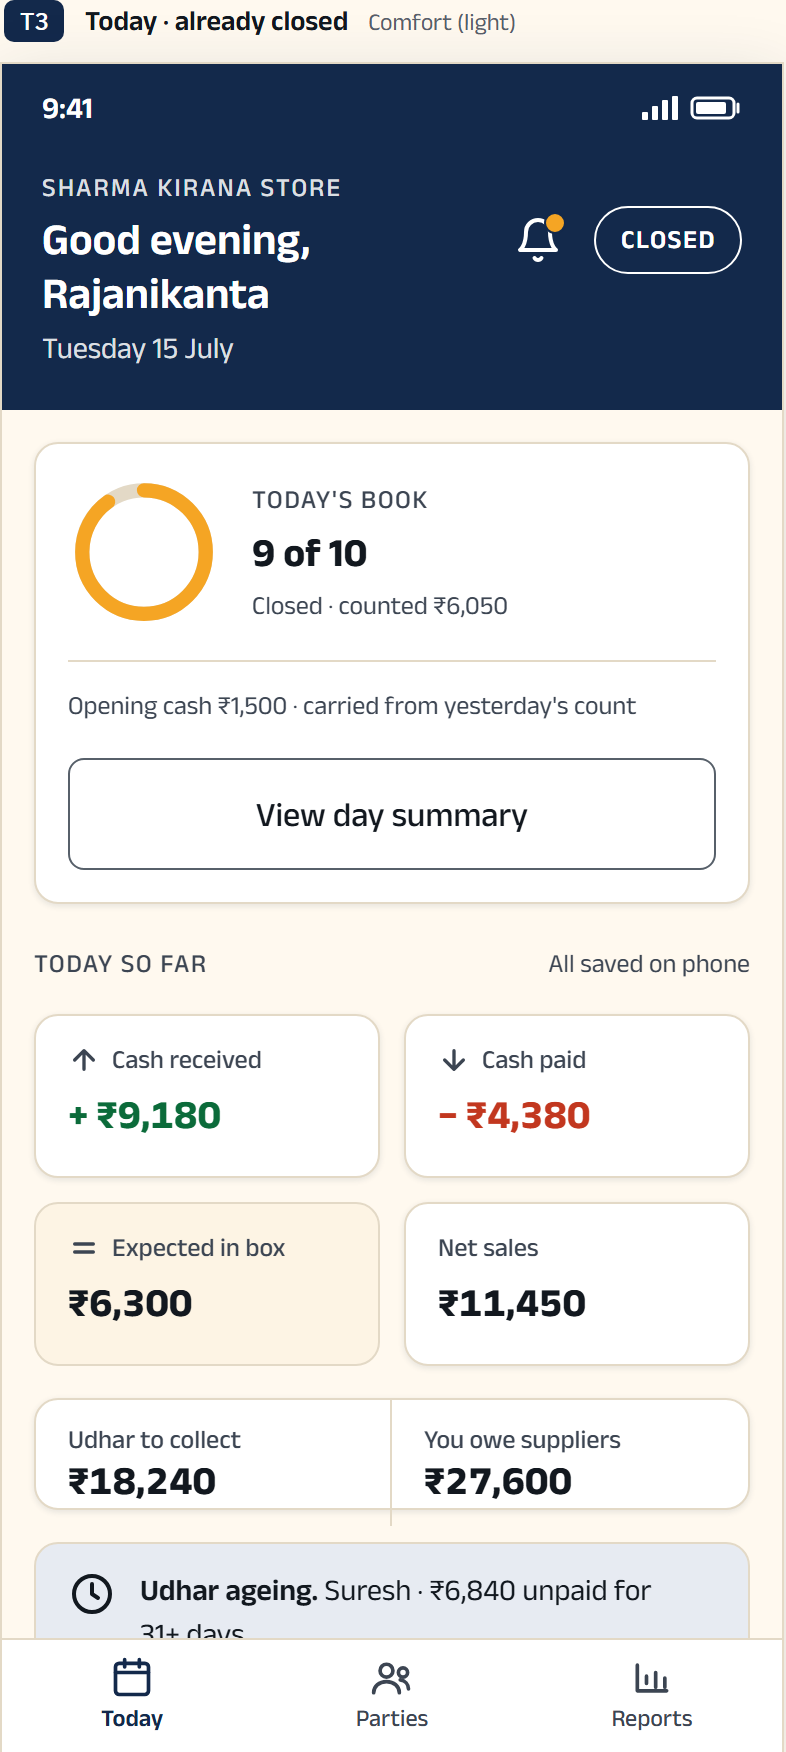 T3 Today · already closed Comfort (light)
9:41
SHARMA KIRANA STORE
Good evening,
Rajanikanta
CLOSED
Tuesday 15 July
TODAY'S BOOK
9 of 10
Closed · counted ₹6,050
Opening cash ₹1,500 · carried from yesterday's count
View day summary
TODAY SO FAR All saved on phone
Cash received
+ ₹9,180
Cash paid
− ₹4,380
= Expected in box
₹6,300
Net sales
₹11,450
Udhar to collect
₹18,240
You owe suppliers
₹27,600
Udhar ageing. Suresh · ₹6,840 unpaid for
31+ days
Today Parties Reports